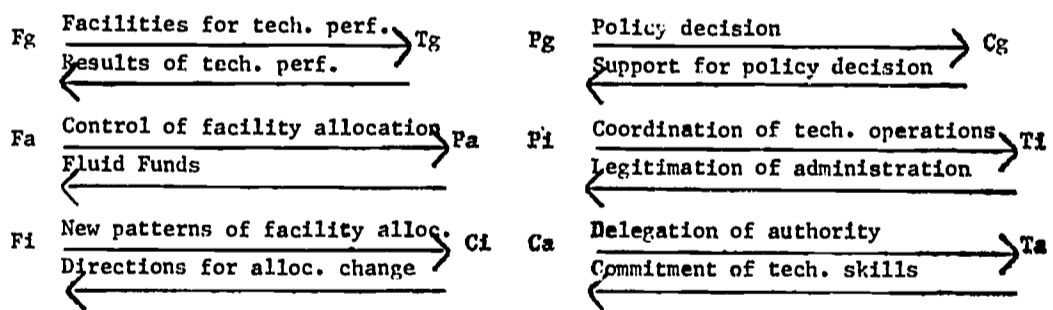 Fg Facilities for tech. perf. Tg
Results of tech. perf.
Pg Policy decision Cg
Support for policy decision
Fa Control of facility allocation Pa
Fluid Funds
Pi Coordination of tech. operations Ti
Legitimation of administration
Fi New patterns of facility alloc. Ci
Directions for alloc. change
Ca Delegation of authority Ta
Commitment of tech. skills